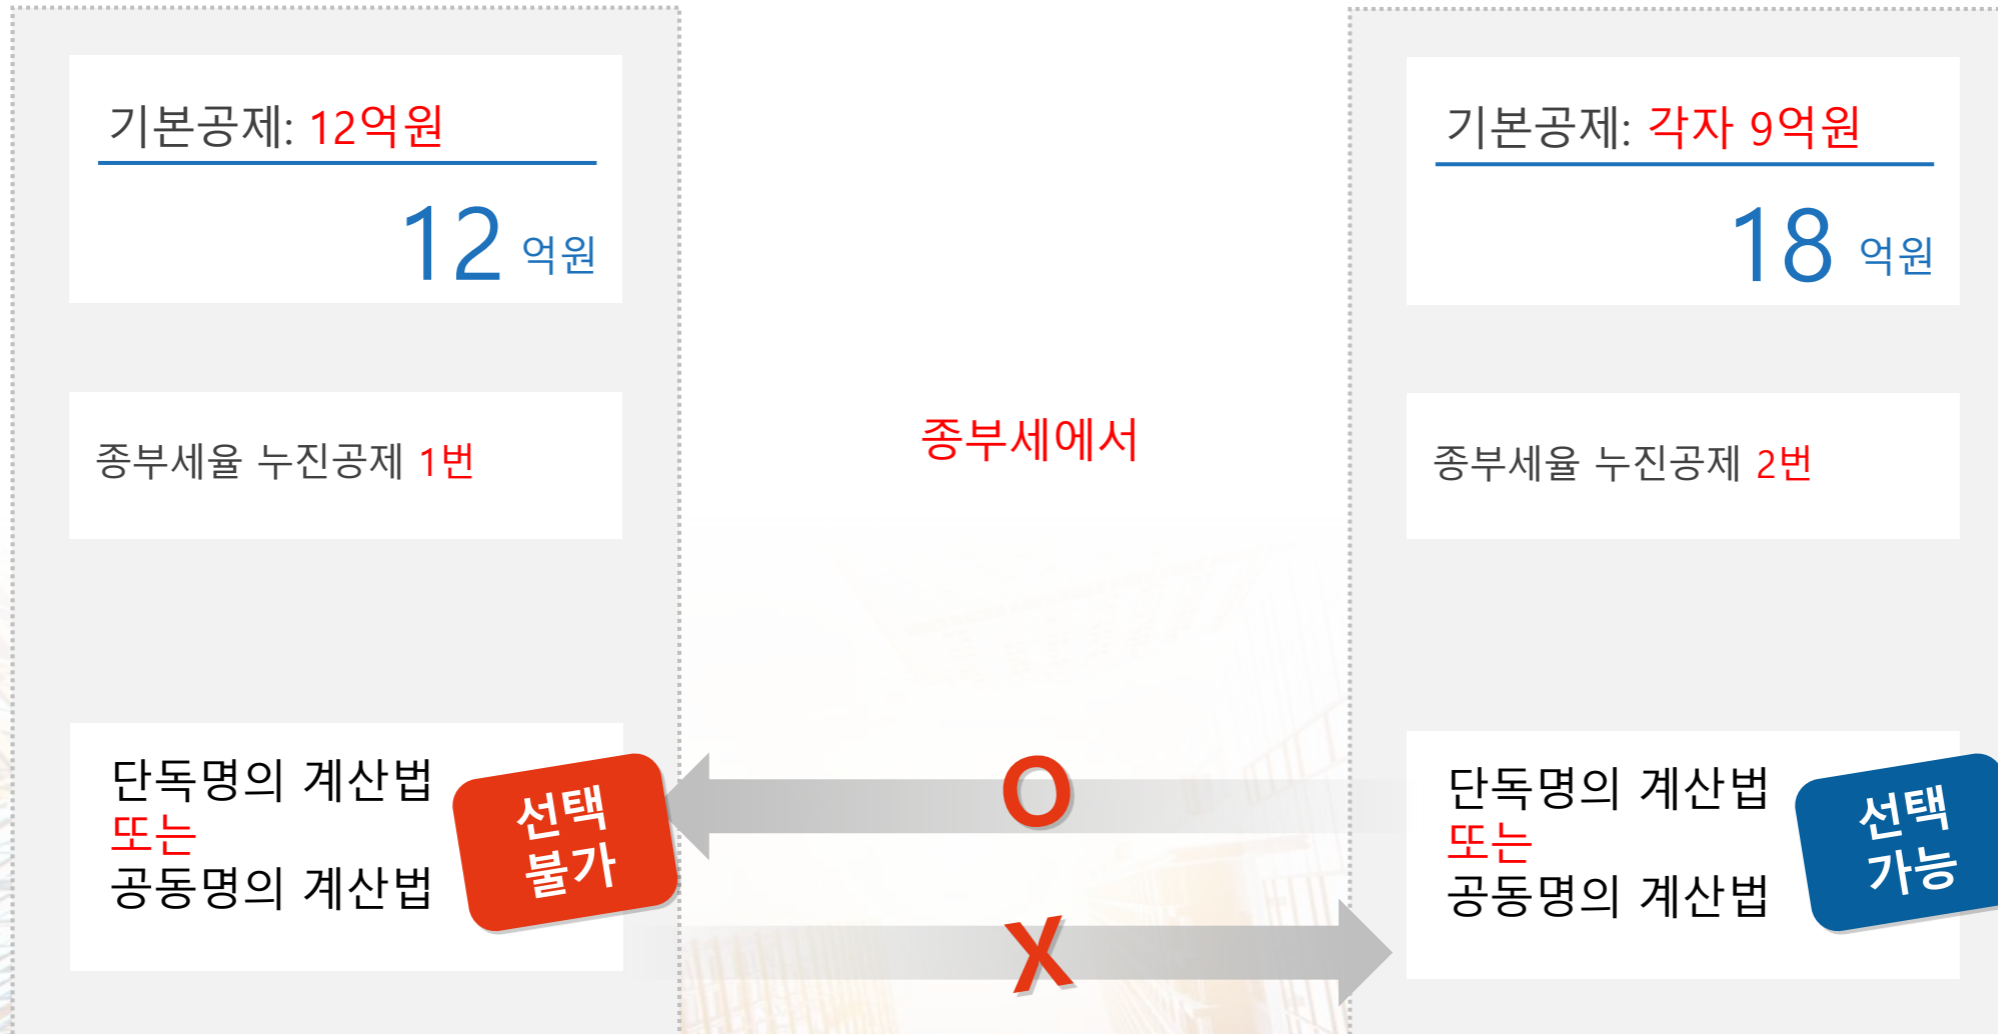 기본공제: 12억원
12 억원
종부세율 누진공제 1번
단독명의 계산법
또는
공동명의 계산법
선택
불가
종부세에서
O
X
기본공제: 각자 9억원
18 억원
종부세율 누진공제 2번
단독명의 계산법
또는
공동명의 계산법
선택
가능